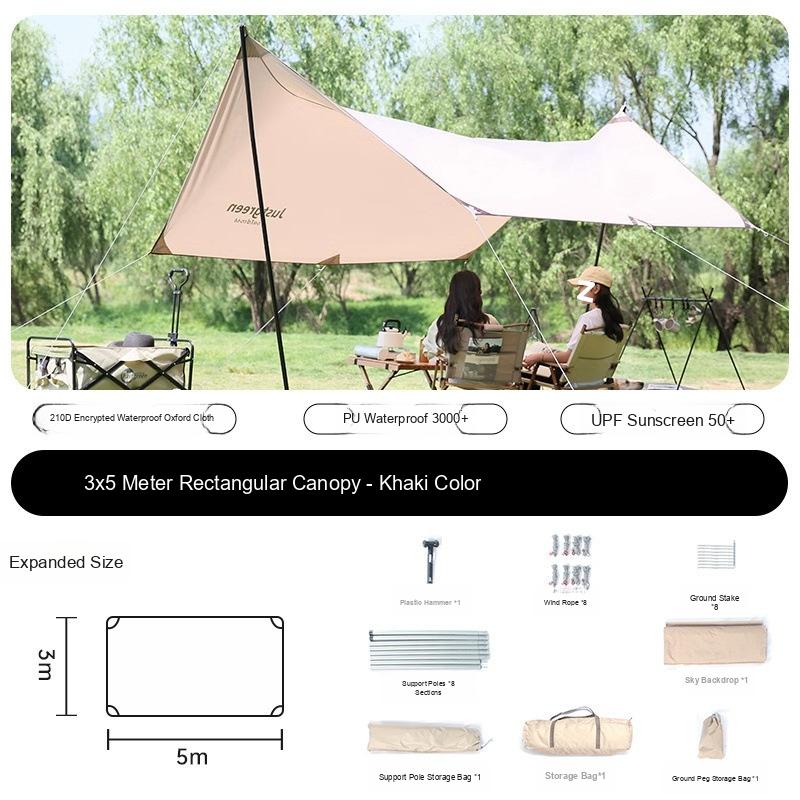 Justgreen
210D Encrypted Waterproof Oxford Cloth
PU Waterproof 3000+
UPF Sunscreen 50+
3x5 Meter Rectangular Canopy - Khaki Color
Expanded Size
3m
5m
Plastic Hammer *1
Wind Rope *8
Ground Stake
*8
Support Poles *8
Sections
Sky Backdrop *1
Support Pole Storage Bag *1
Storage Bag*1
Ground Peg Storage Bag *1